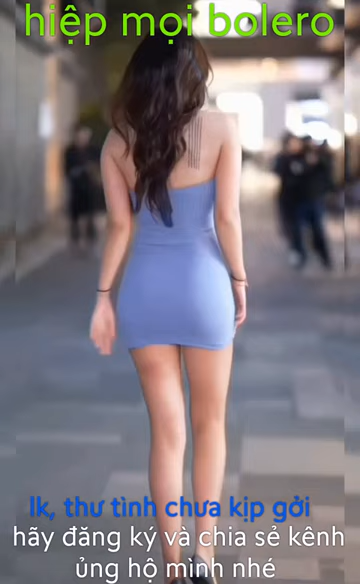 hiệp mọi bolero
lk, thư tình chưa kịp gởi
hãy đăng ký và chia sẻ kênh
ủng hộ mình nhé